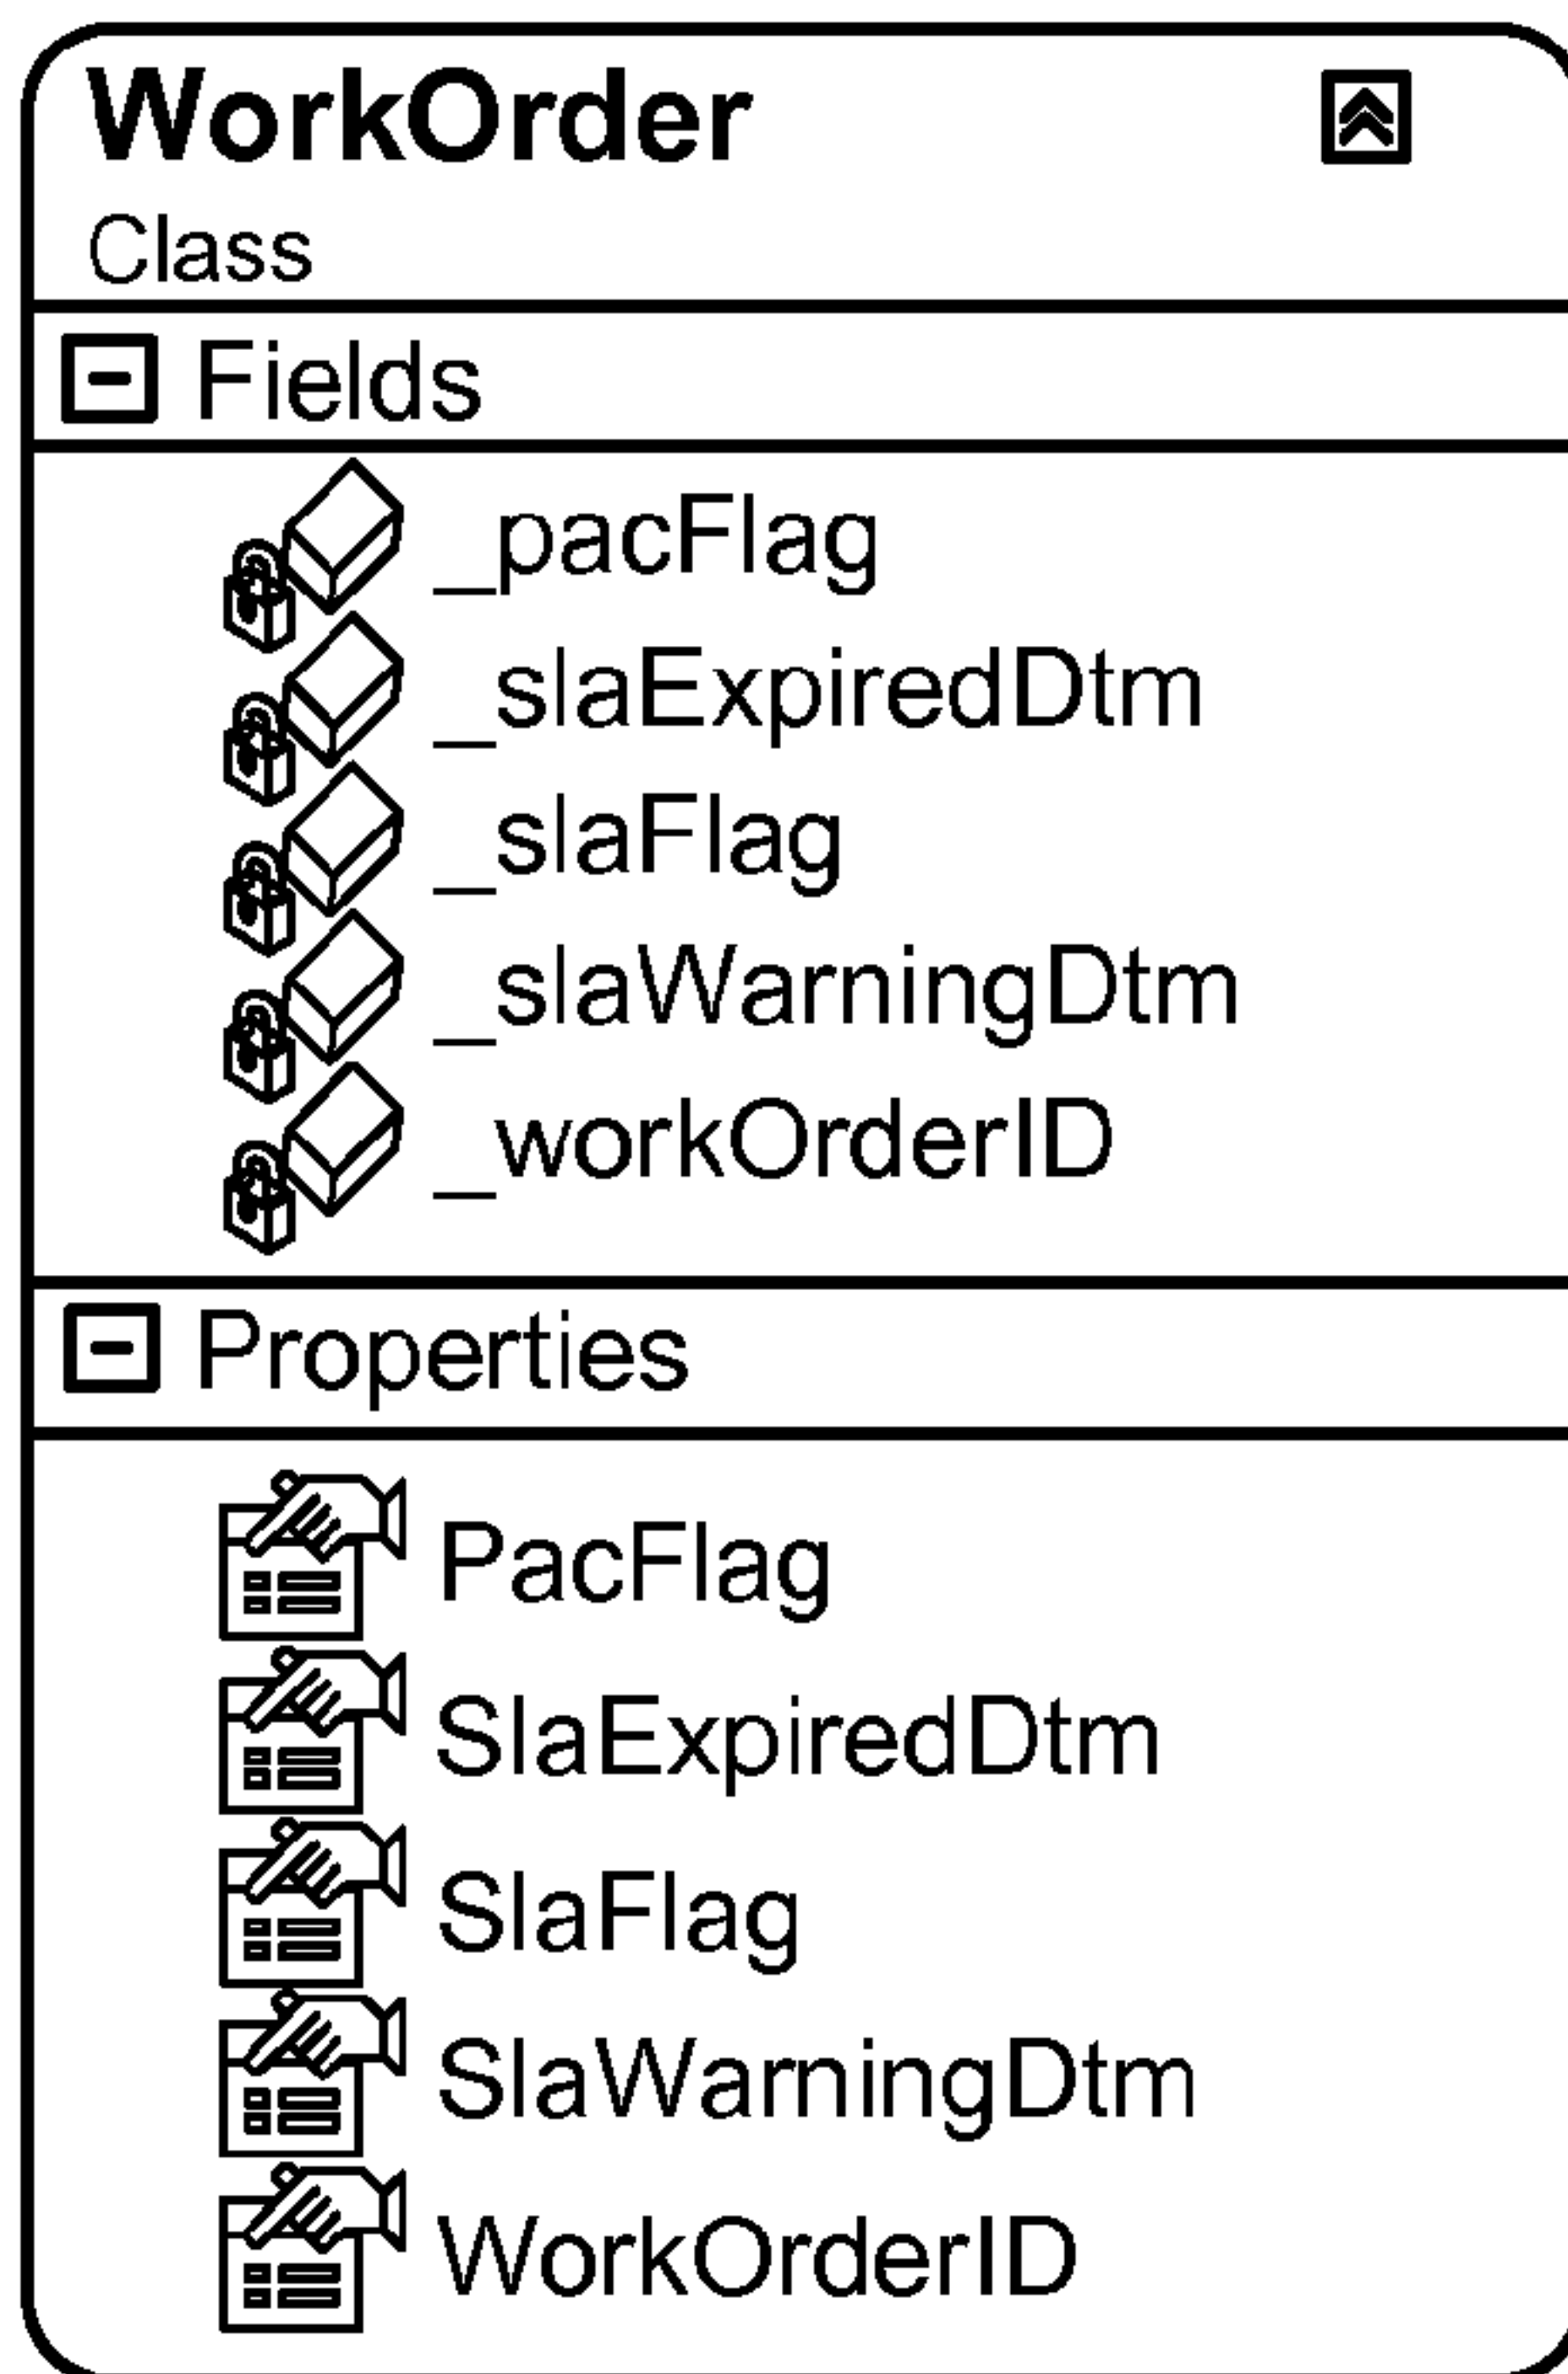 WorkOrder
Class
Fields
_pacFlag
_slaExpiredDtm
_slaFlag
_slaWarningDtm
_workOrderID
Properties
PacFlag
SlaExpiredDtm
SlaFlag
SlaWarningDtm
WorkOrderID